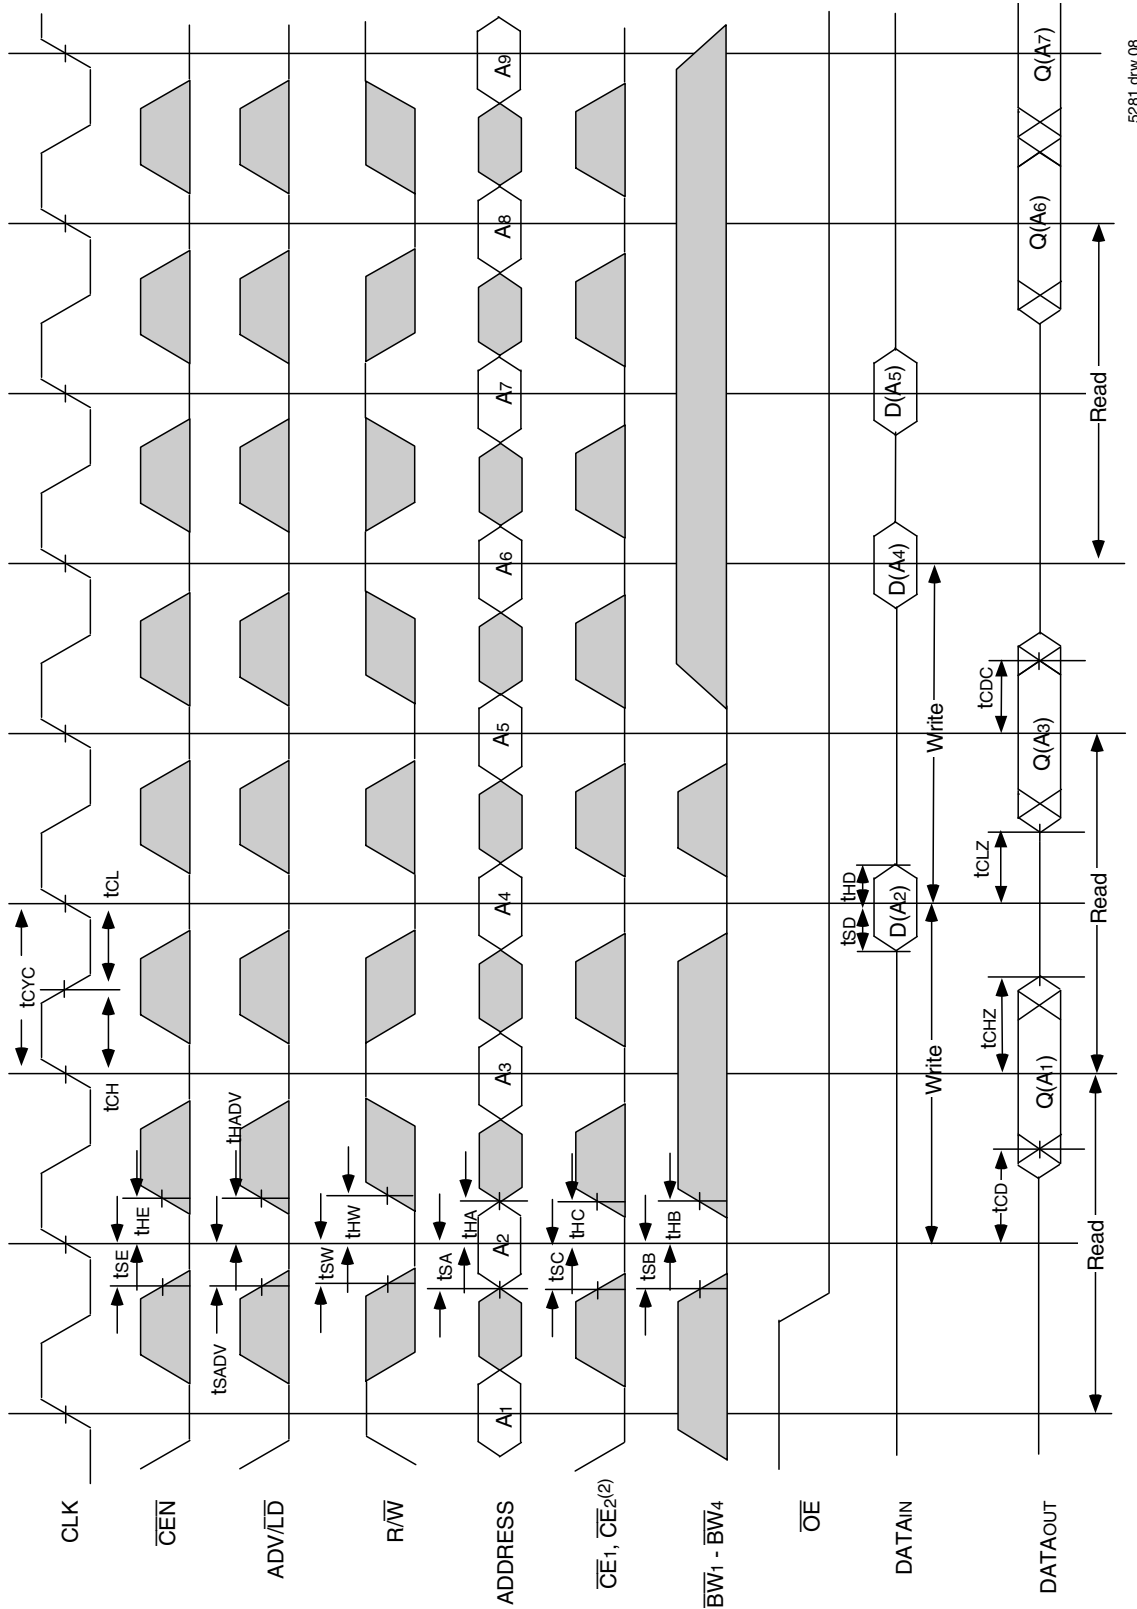 CLK
tCYC
tCH
tCL
CEN
tSE
tHE
ADV/LD
tSADV
tHADV
R/W
tSW
tHW
ADDRESS
A1
A2
A3
A4
A5
A6
A7
A8
A9
tSA
tHA
CE1, CE2(2)
tSC
tHC
BW1 - BW4
tSB
tHB
OE
DATAIN
D(A2)
D(A4)
D(A5)
tSD
tHD
Write
Write
DATAOUT
Q(A1)
Q(A3)
Q(A6)
Q(A7)
tCD
tCHZ
tCLZ
tCDC
Read
Read
Read
5281 drw 08